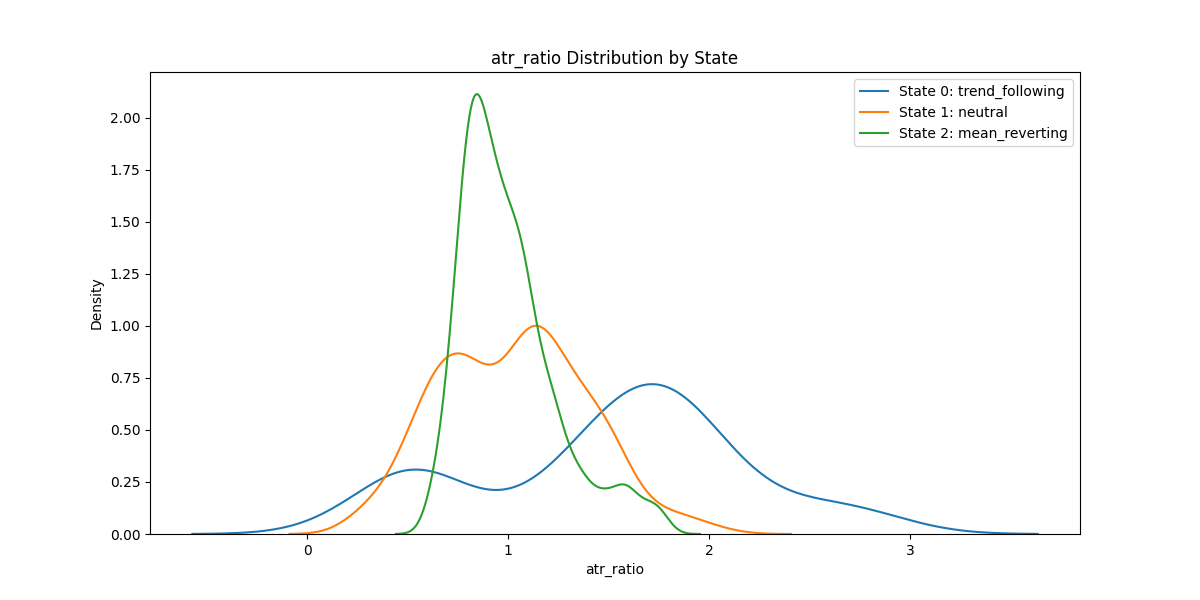 atr_ratio Distribution by State
State 0: trend_following
State 1: neutral
State 2: mean_reverting
Density
2.00
1.75
1.50
1.25
1.00
0.75
0.50
0.25
0.00
0 1 2 3
atr_ratio